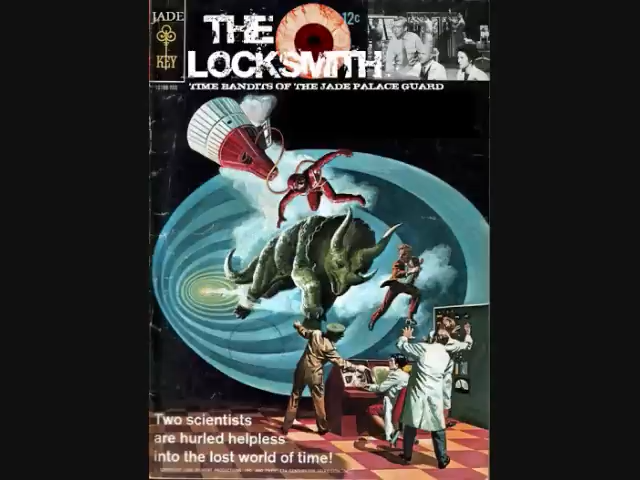 JADE
KEY
THE
12c
LOCKSMITH
TIME BANDITS OF THE JADE PALACE GUARD
Two scientists
are hurled helpless
into the lost world of time!